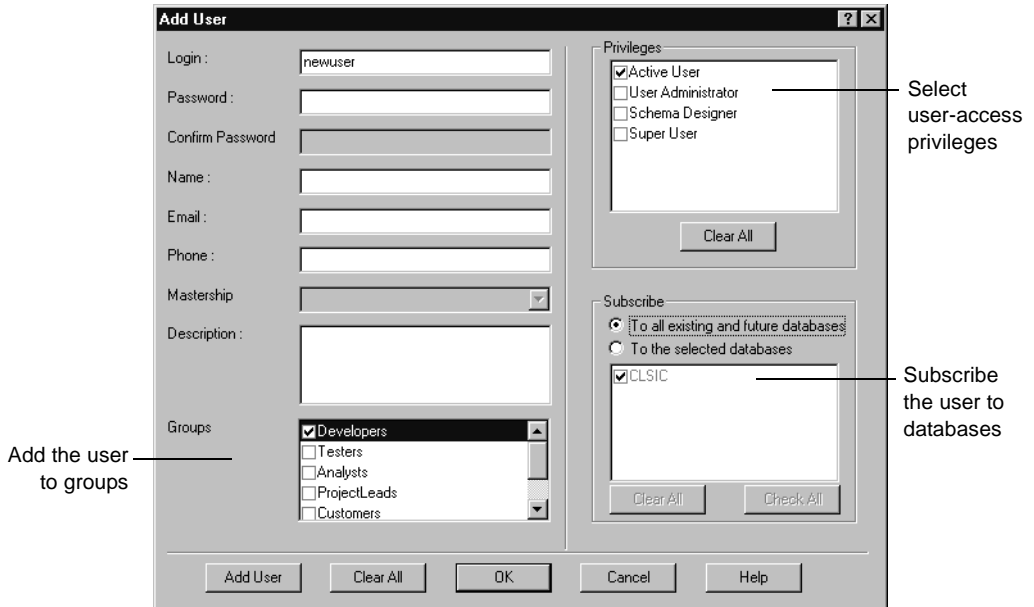 Add User
Login :
newuser
Password :
Confirm Password
Name :
Email :
Phone :
Mastership
Description :
Groups
Developers
Testers
Analysts
ProjectLeads
Customers
Privileges
Active User
User Administrator
Schema Designer
Super User
Clear All
Subscribe
To all existing and future databases
To the selected databases
CLSIC
Clear All
Check All
Add User
Clear All
OK
Cancel
Help
Select
user-access
privileges
Subscribe
the user to
databases
Add the user
to groups